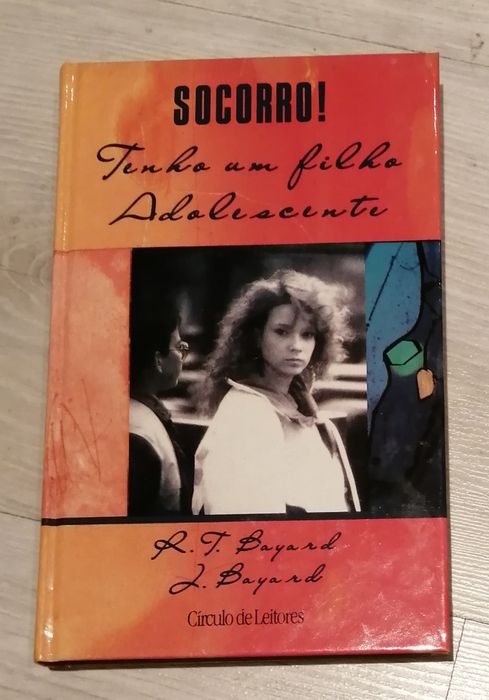 SOCORRO!
Tenho um filho
Adolescente
R. T. Bayard
J. Bayard
Círculo de Leitores